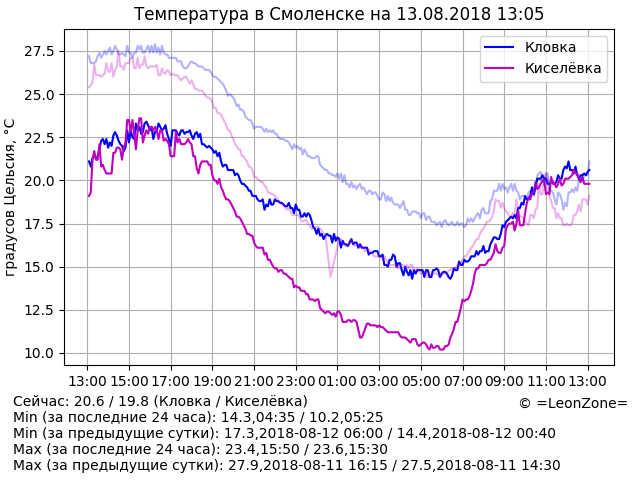 Температура в Смоленске на 13.08.2018 13:05
Кловка
Киселёвка
градусов Цельсия, °C
27.5
25.0
22.5
20.0
17.5
15.0
12.5
10.0
13:00 15:00 17:00 19:00 21:00 23:00 01:00 03:00 05:00 07:00 09:00 11:00 13:00
Сейчас: 20.6 / 19.8 (Кловка / Киселёвка)
© =LeonZone=
Min (за последние 24 часа): 14.3,04:35 / 10.2,05:25
Min (за предыдущие сутки): 17.3,2018-08-12 06:00 / 14.4,2018-08-12 00:40
Max (за последние 24 часа): 23.4,15:50 / 23.6,15:30
Max (за предыдущие сутки): 27.9,2018-08-11 16:15 / 27.5,2018-08-11 14:30